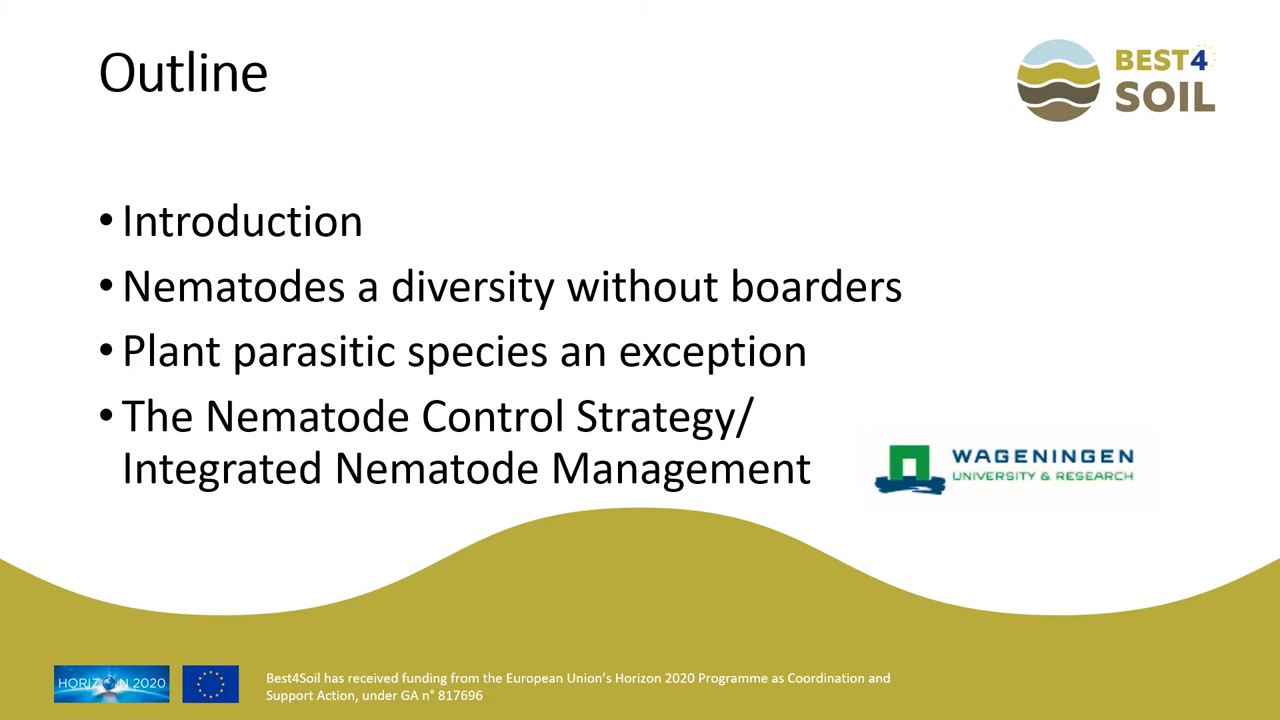 Outline
BEST4
SOIL
• Introduction
• Nematodes a diversity without boarders
• Plant parasitic species an exception
• The Nematode Control Strategy/
Integrated Nematode Management
WAGENINGEN
UNIVERSITY & RESEARCH
HORIZON 2020
Best4Soil has received funding from the European Union's Horizon 2020 Programme as Coordination and
Support Action, under GA n° 817696